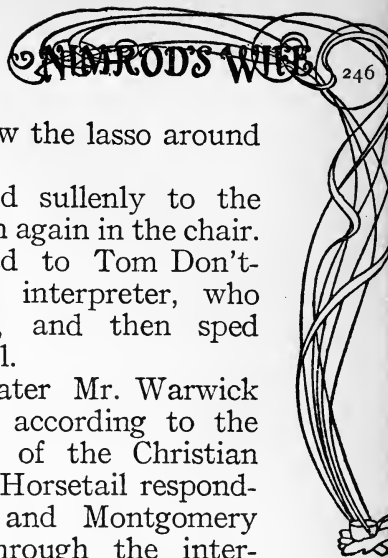 NIMROD'S WIFE 246
w the lasso around
d sullenly to the
n again in the chair.
d to Tom Don't-
interpreter, who
, and then sped
l.
ater Mr. Warwick
according to the
of the Christian
Horsetail respond-
and Montgomery
hrough the inter-